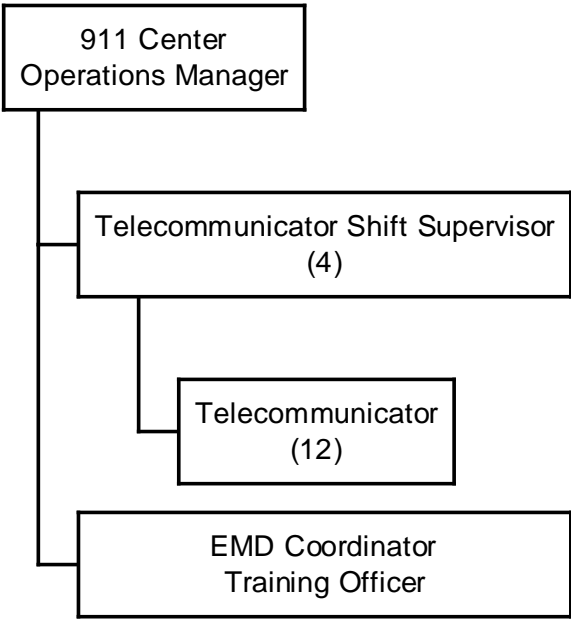 911 Center
Operations Manager
Telecommunicator Shift Supervisor
(4)
Telecommunicator
(12)
EMD Coordinator
Training Officer